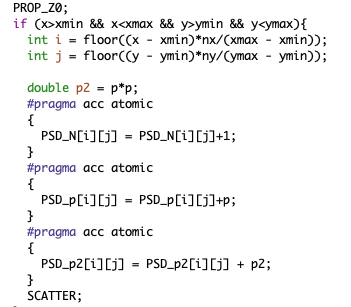 PROP_Z0;
if (x>xmin && x<xmax && y>ymin && y<ymax){
int i = floor((x - xmin)*nx/(xmax - xmin));
int j = floor((y - ymin)*ny/(ymax - ymin));
double p2 = p*p;
#pragma acc atomic
{
PSD_N[i][j] = PSD_N[i][j]+1;
}
#pragma acc atomic
{
PSD_p[i][j] = PSD_p[i][j]+p;
}
#pragma acc atomic
{
PSD_p2[i][j] = PSD_p2[i][j] + p2;
}
SCATTER;